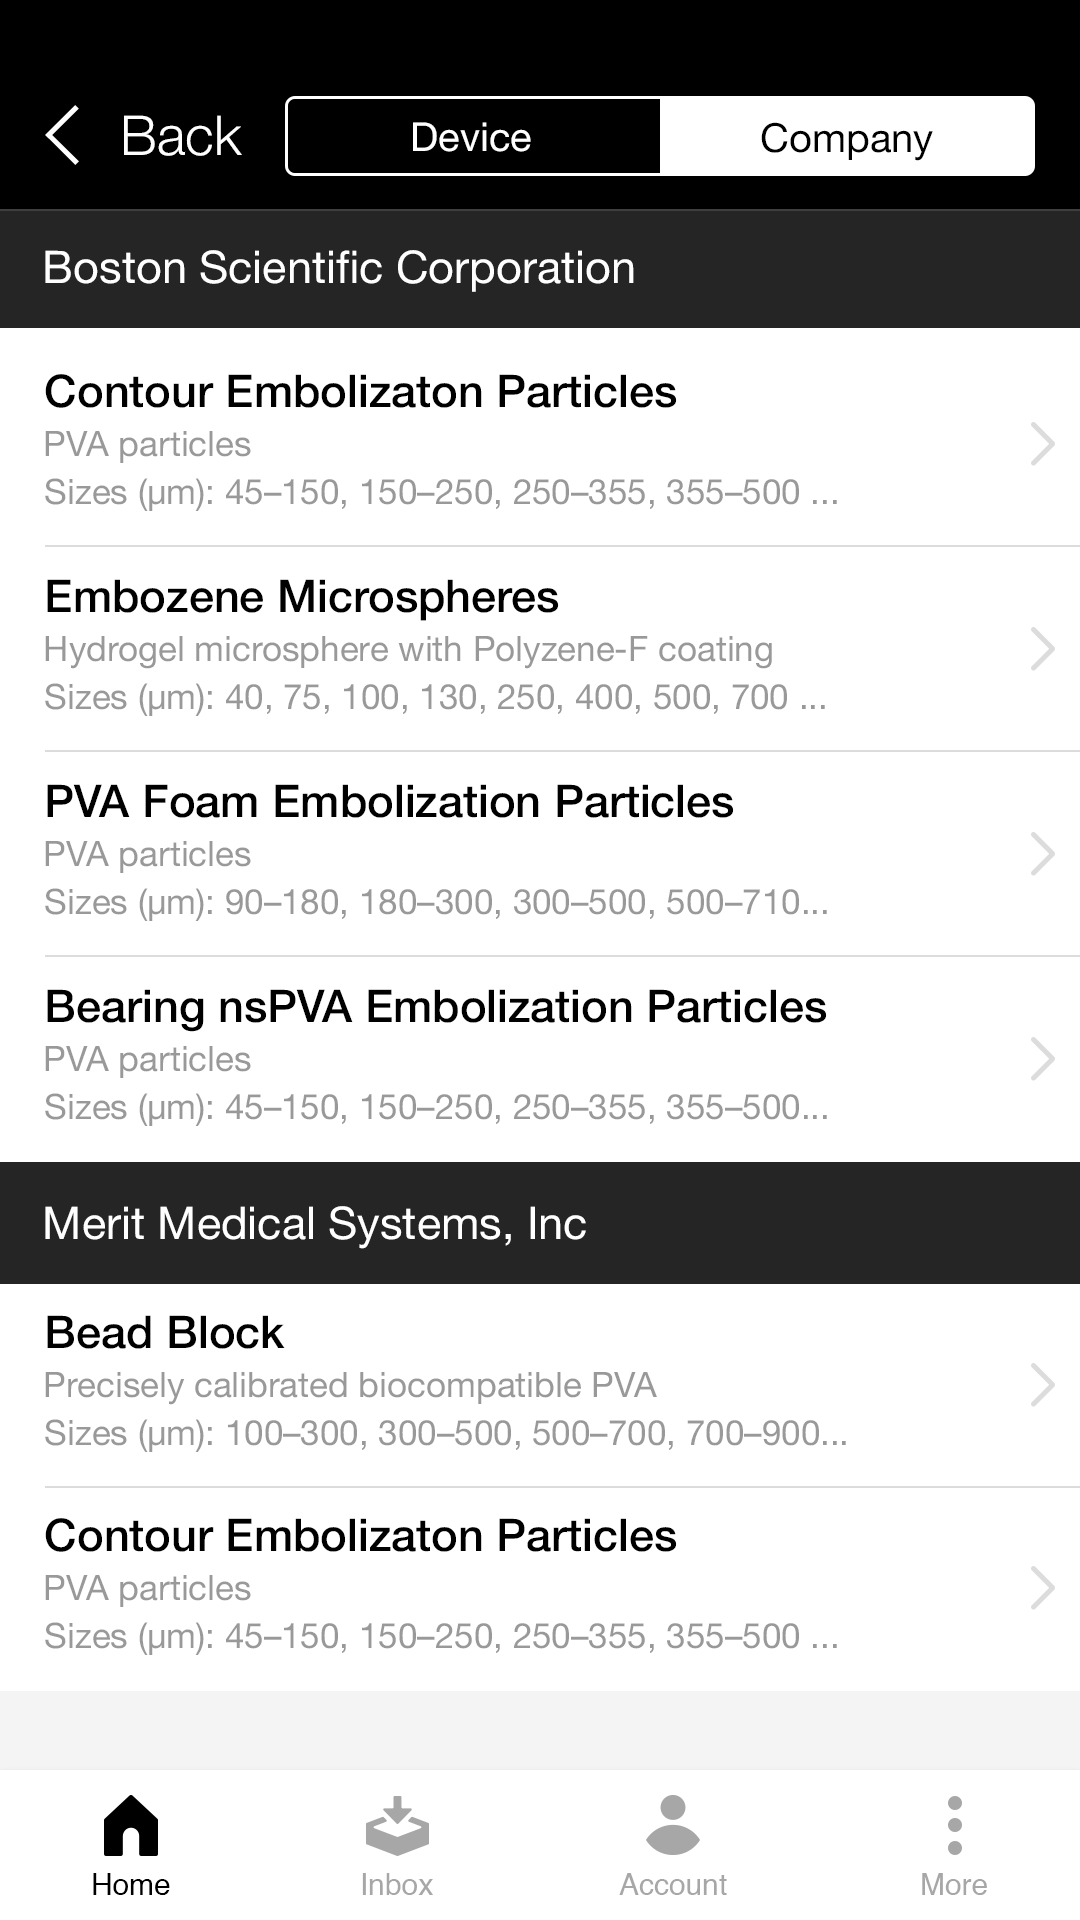 Back
Device
Company
Boston Scientific Corporation
Contour Embolizaton Particles
PVA particles
Sizes (µm): 45–150, 150–250, 250–355, 355–500 ...
Embozene Microspheres
Hydrogel microsphere with Polyzene-F coating
Sizes (µm): 40, 75, 100, 130, 250, 400, 500, 700 ...
PVA Foam Embolization Particles
PVA particles
Sizes (µm): 90–180, 180–300, 300–500, 500–710...
Bearing nsPVA Embolization Particles
PVA particles
Sizes (µm): 45–150, 150–250, 250–355, 355–500...
Merit Medical Systems, Inc
Bead Block
Precisely calibrated biocompatible PVA
Sizes (µm): 100–300, 300–500, 500–700, 700–900...
Contour Embolizaton Particles
PVA particles
Sizes (µm): 45–150, 150–250, 250–355, 355–500 ...
Home
Inbox
Account
More